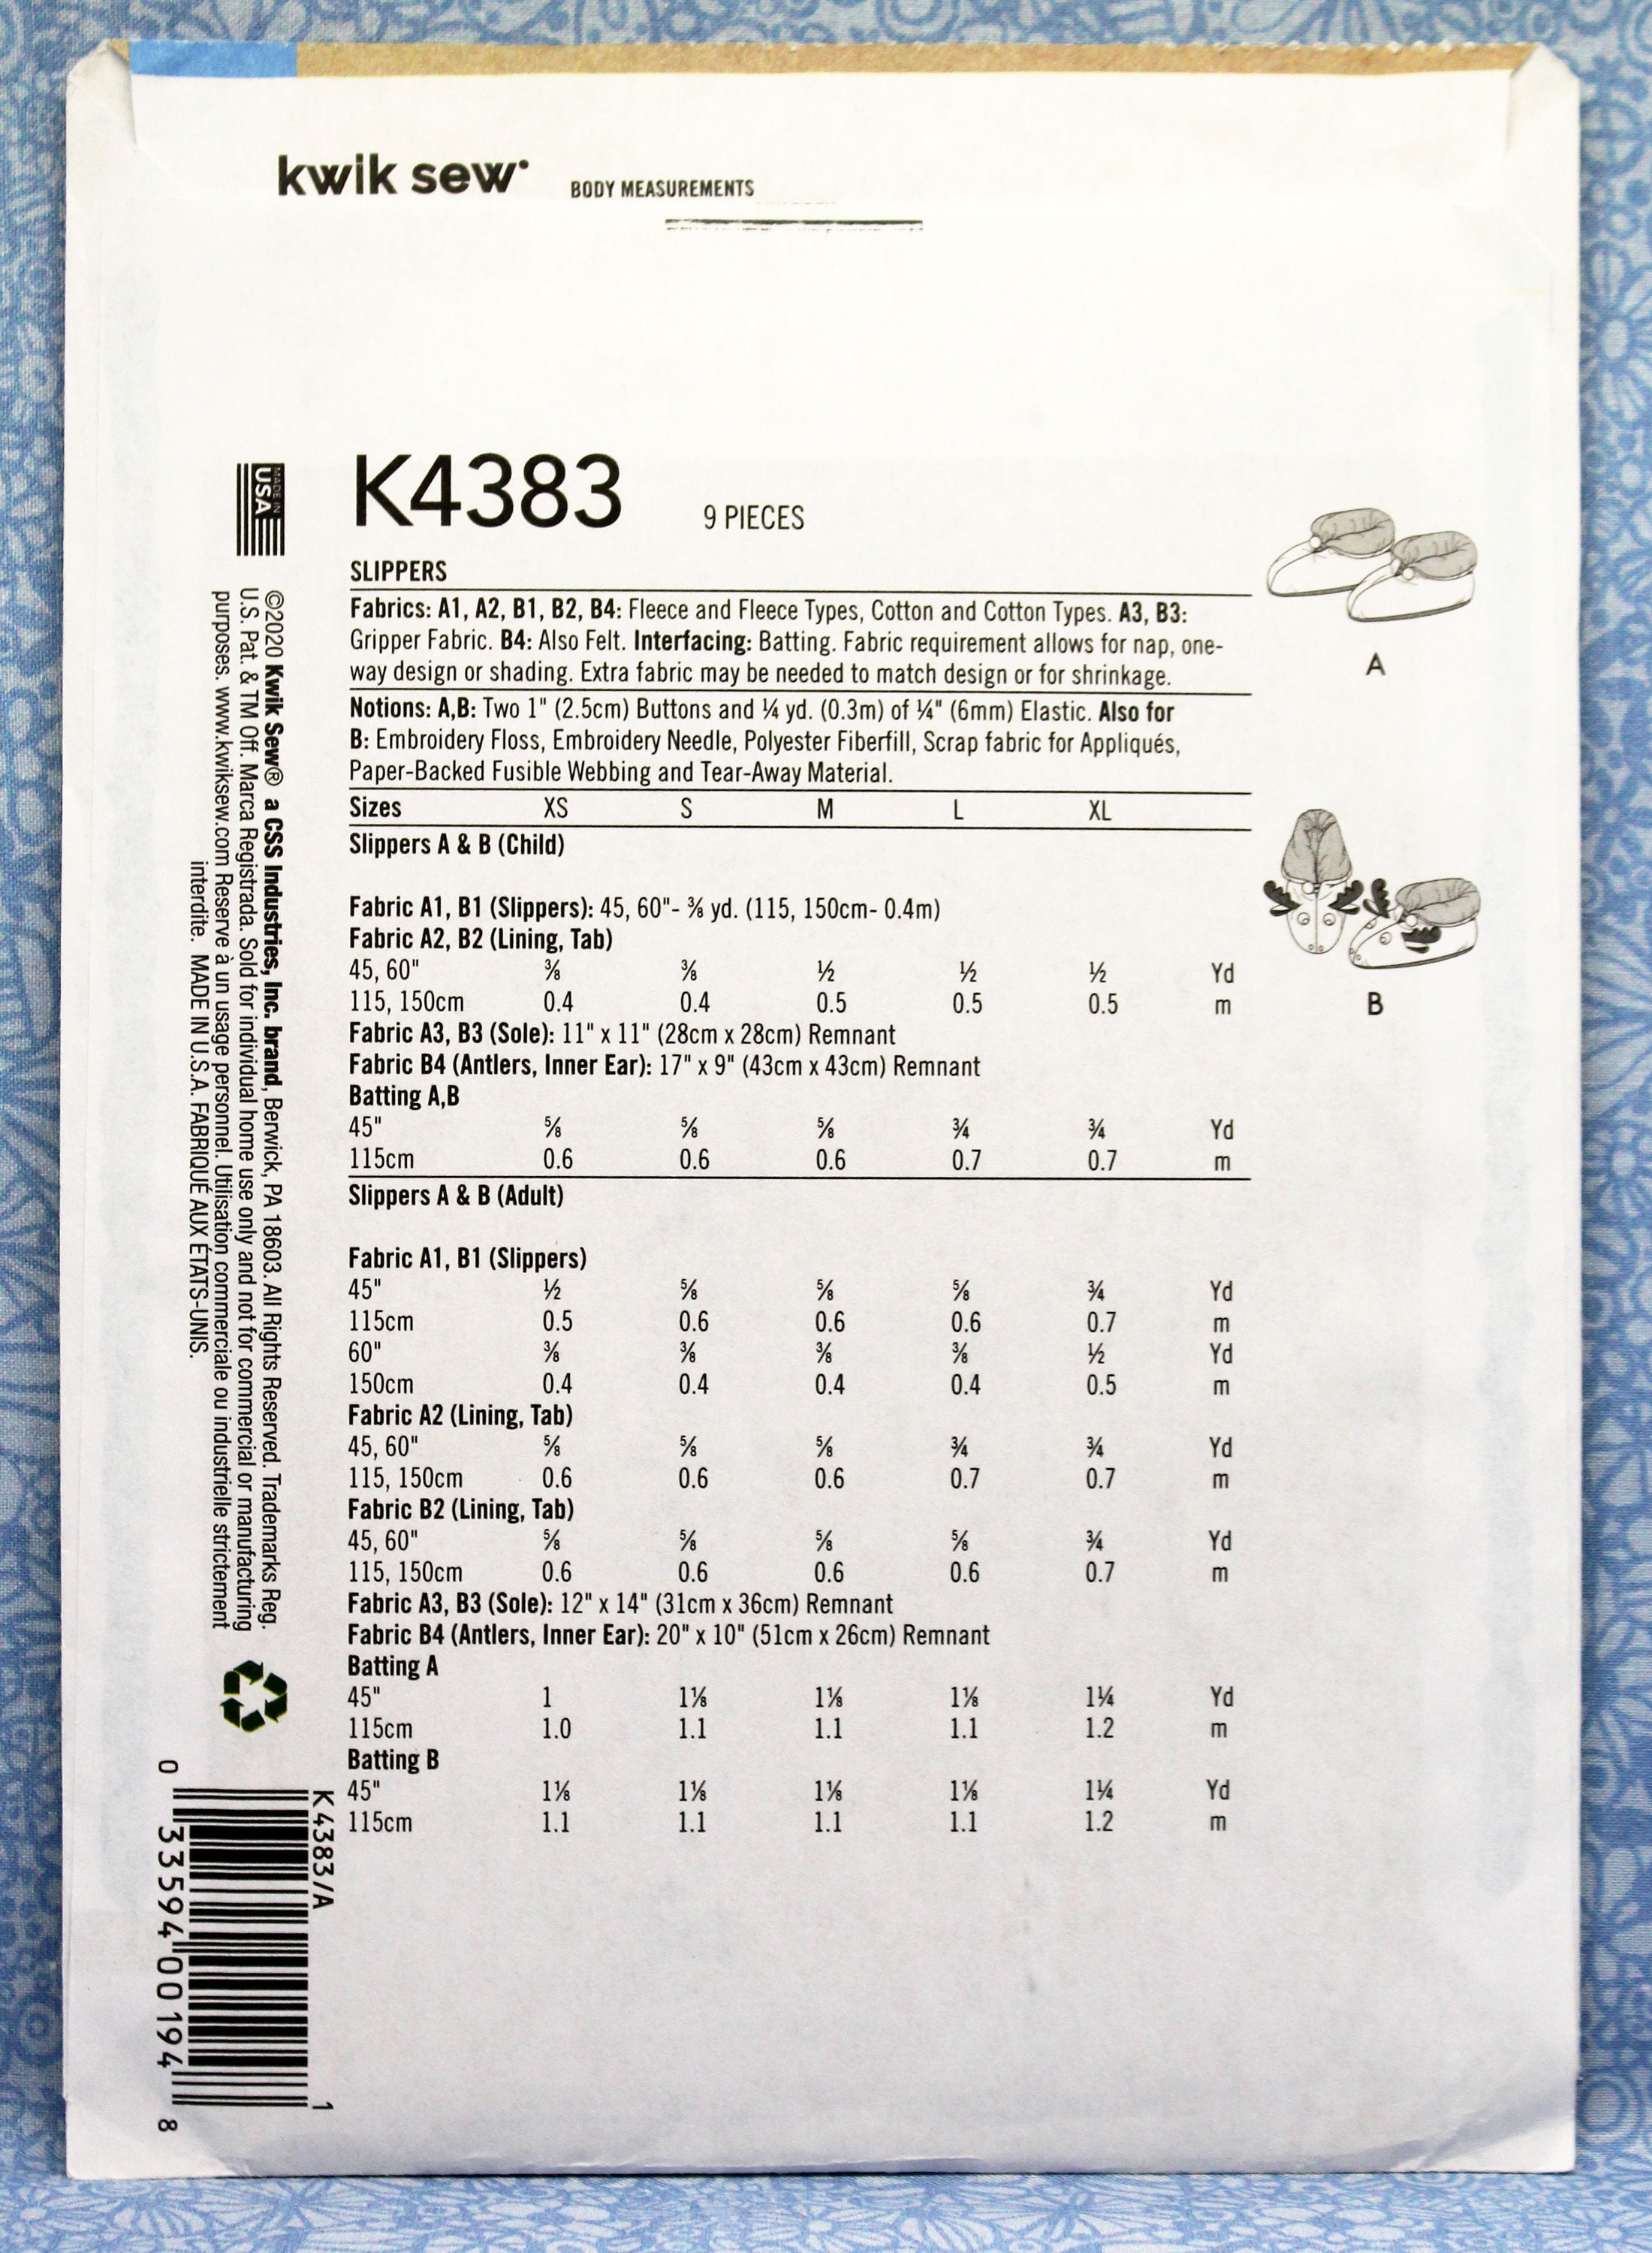 kwik sew®
BODY MEASUREMENTS
K4383
9 PIECES
SLIPPERS
Fabrics: A1, A2, B1, B2, B4: Fleece and Fleece Types, Cotton and Cotton Types. A3, B3:
Gripper Fabric. B4: Also Felt. Interfacing: Batting. Fabric requirement allows for nap, one-
way design or shading. Extra fabric may be needed to match design or for shrinkage.
Notions: A,B: Two 1" (2.5cm) Buttons and ¼ yd. (0.3m) of ¼" (6mm) Elastic. Also for
B: Embroidery Floss, Embroidery Needle, Polyester Fiberfill, Scrap fabric for Appliqués,
Paper-Backed Fusible Webbing and Tear-Away Material.
Sizes XS S M L XL
Slippers A & B (Child)
Fabric A1, B1 (Slippers): 45, 60"- ⅜ yd. (115, 150cm- 0.4m)
Fabric A2, B2 (Lining, Tab)
45, 60" ⅜ ⅜ ½ ½ ½ Yd
115, 150cm 0.4 0.4 0.5 0.5 0.5 m
Fabric A3, B3 (Sole): 11" x 11" (28cm x 28cm) Remnant
Fabric B4 (Antlers, Inner Ear): 17" x 9" (43cm x 43cm) Remnant
Batting A,B
45" ⅝ ⅝ ⅝ ¾ ¾ Yd
115cm 0.6 0.6 0.6 0.7 0.7 m
Slippers A & B (Adult)
Fabric A1, B1 (Slippers)
45" ½ ⅝ ⅝ ⅝ ¾ Yd
115cm 0.5 0.6 0.6 0.6 0.7 m
60" ⅜ ⅜ ⅜ ⅜ ½ Yd
150cm 0.4 0.4 0.4 0.4 0.5 m
Fabric A2 (Lining, Tab)
45, 60" ⅝ ⅝ ⅝ ¾ ¾ Yd
115, 150cm 0.6 0.6 0.6 0.7 0.7 m
Fabric B2 (Lining, Tab)
45, 60" ⅝ ⅝ ⅝ ⅝ ¾ Yd
115, 150cm 0.6 0.6 0.6 0.6 0.7 m
Fabric A3, B3 (Sole): 12" x 14" (31cm x 36cm) Remnant
Fabric B4 (Antlers, Inner Ear): 20" x 10" (51cm x 26cm) Remnant
Batting A
45" 1 1⅛ 1⅛ 1⅛ 1¼ Yd
115cm 1.0 1.1 1.1 1.1 1.2 m
Batting B
45" 1⅛ 1⅛ 1⅛ 1⅛ 1¼ Yd
115cm 1.1 1.1 1.1 1.1 1.2 m
A
B
MADE IN
USA
©2020 Kwik Sew® a CSS Industries, Inc. brand, Berwick, PA 18603. All Rights Reserved. Trademarks Reg.
U.S. Pat. & TM Off. Marca Registrada. Sold for individual home use only and not for commercial or manufacturing
purposes. www.kwiksew.com Reserve à un usage personnel. Utilisation commerciale ou industrielle strictement
interdite. MADE IN U.S.A. FABRIQUÉ AUX ÉTATS-UNIS.
K 4383/A 1
0 33594 00194 8